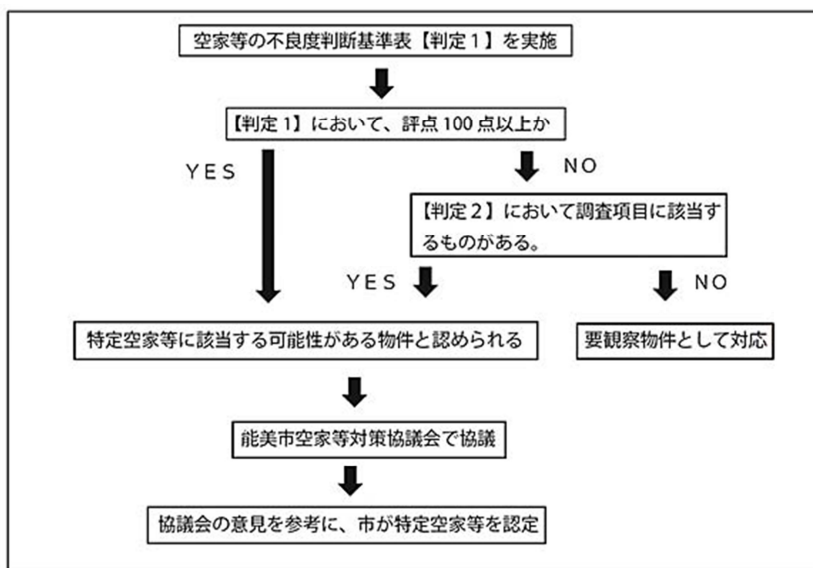 空家等の不良度判断基準表【判定1】を実施
【判定1】において、評点100点以上か
YES
NO
【判定2】において調査項目に該当す
るものがある。
YES
NO
特定空家等に該当する可能性がある物件と認められる
要観察物件として対応
能美市空家等対策協議会で協議
協議会の意見を参考に、市が特定空家等を認定